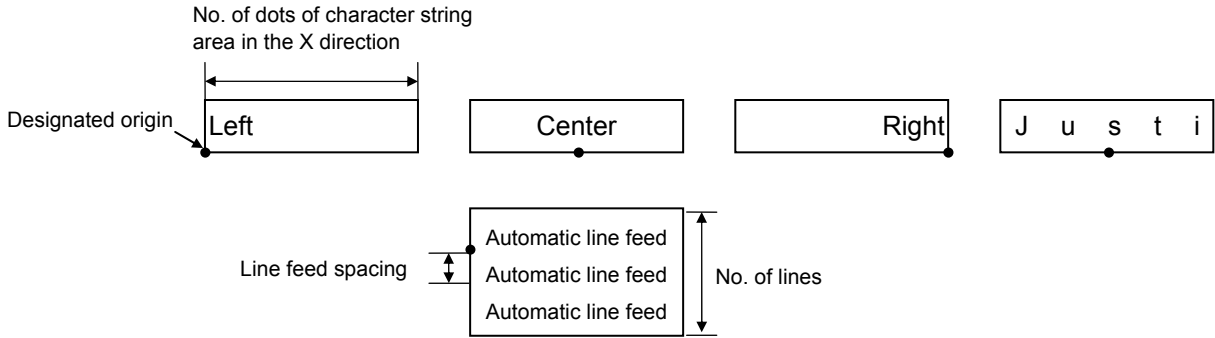 No. of dots of character string
area in the X direction
Designated origin
Left
Center
Right
J u s t i
Automatic line feed
Line feed spacing
Automatic line feed
No. of lines
Automatic line feed